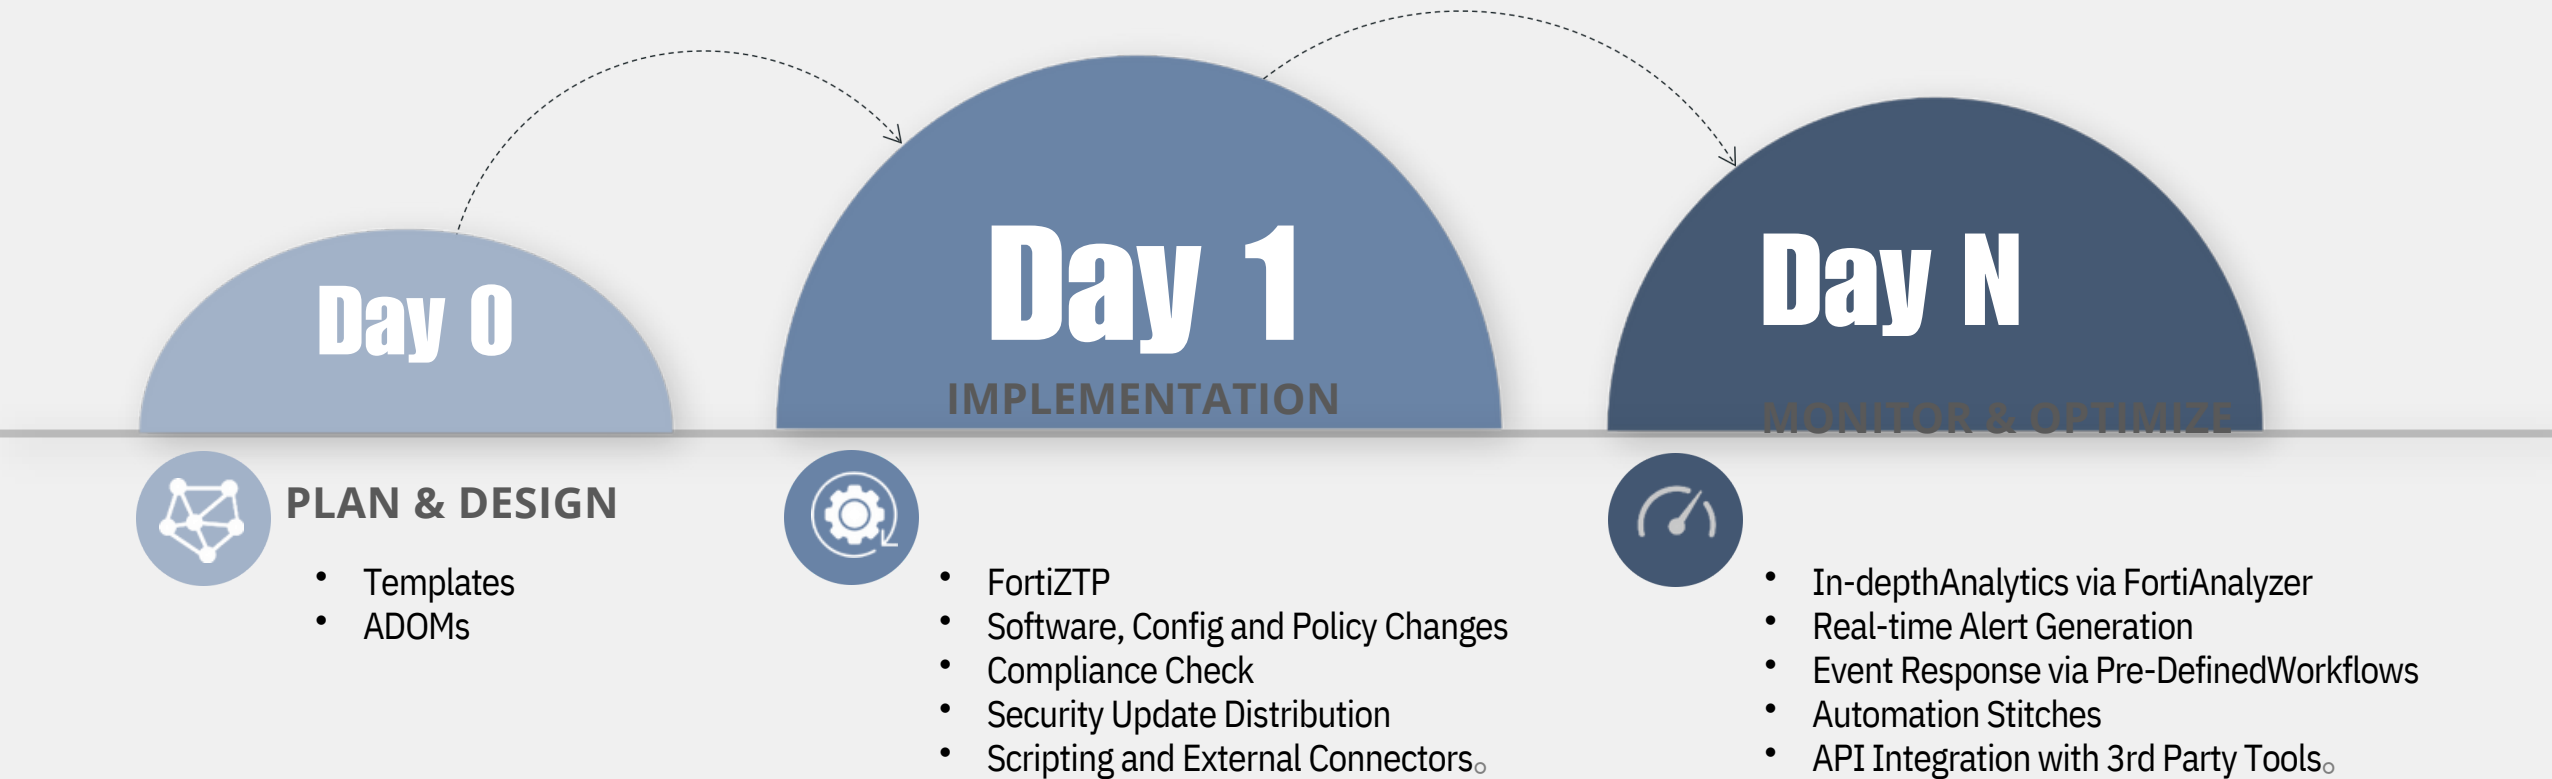 Day 0
Day 1
Day N
IMPLEMENTATION
MONITOR & OPTIMIZE
PLAN & DESIGN
• Templates
• ADOMs
• FortiZTP
• Software, Config and Policy Changes
• Compliance Check
• Security Update Distribution
• Scripting and External Connectors。
• In-depthAnalytics via FortiAnalyzer
• Real-time Alert Generation
• Event Response via Pre-DefinedWorkflows
• Automation Stitches
• API Integration with 3rd Party Tools。